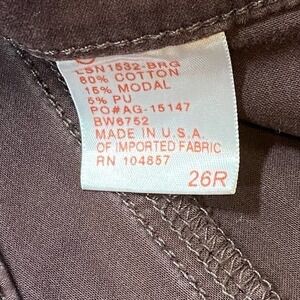 LSN1532-BRG
80% COTTON
15% MODAL
5% PU
PO#AG-15147
BW6752
MADE IN U.S.A.
OF IMPORTED FABRIC
RN 104857
26R